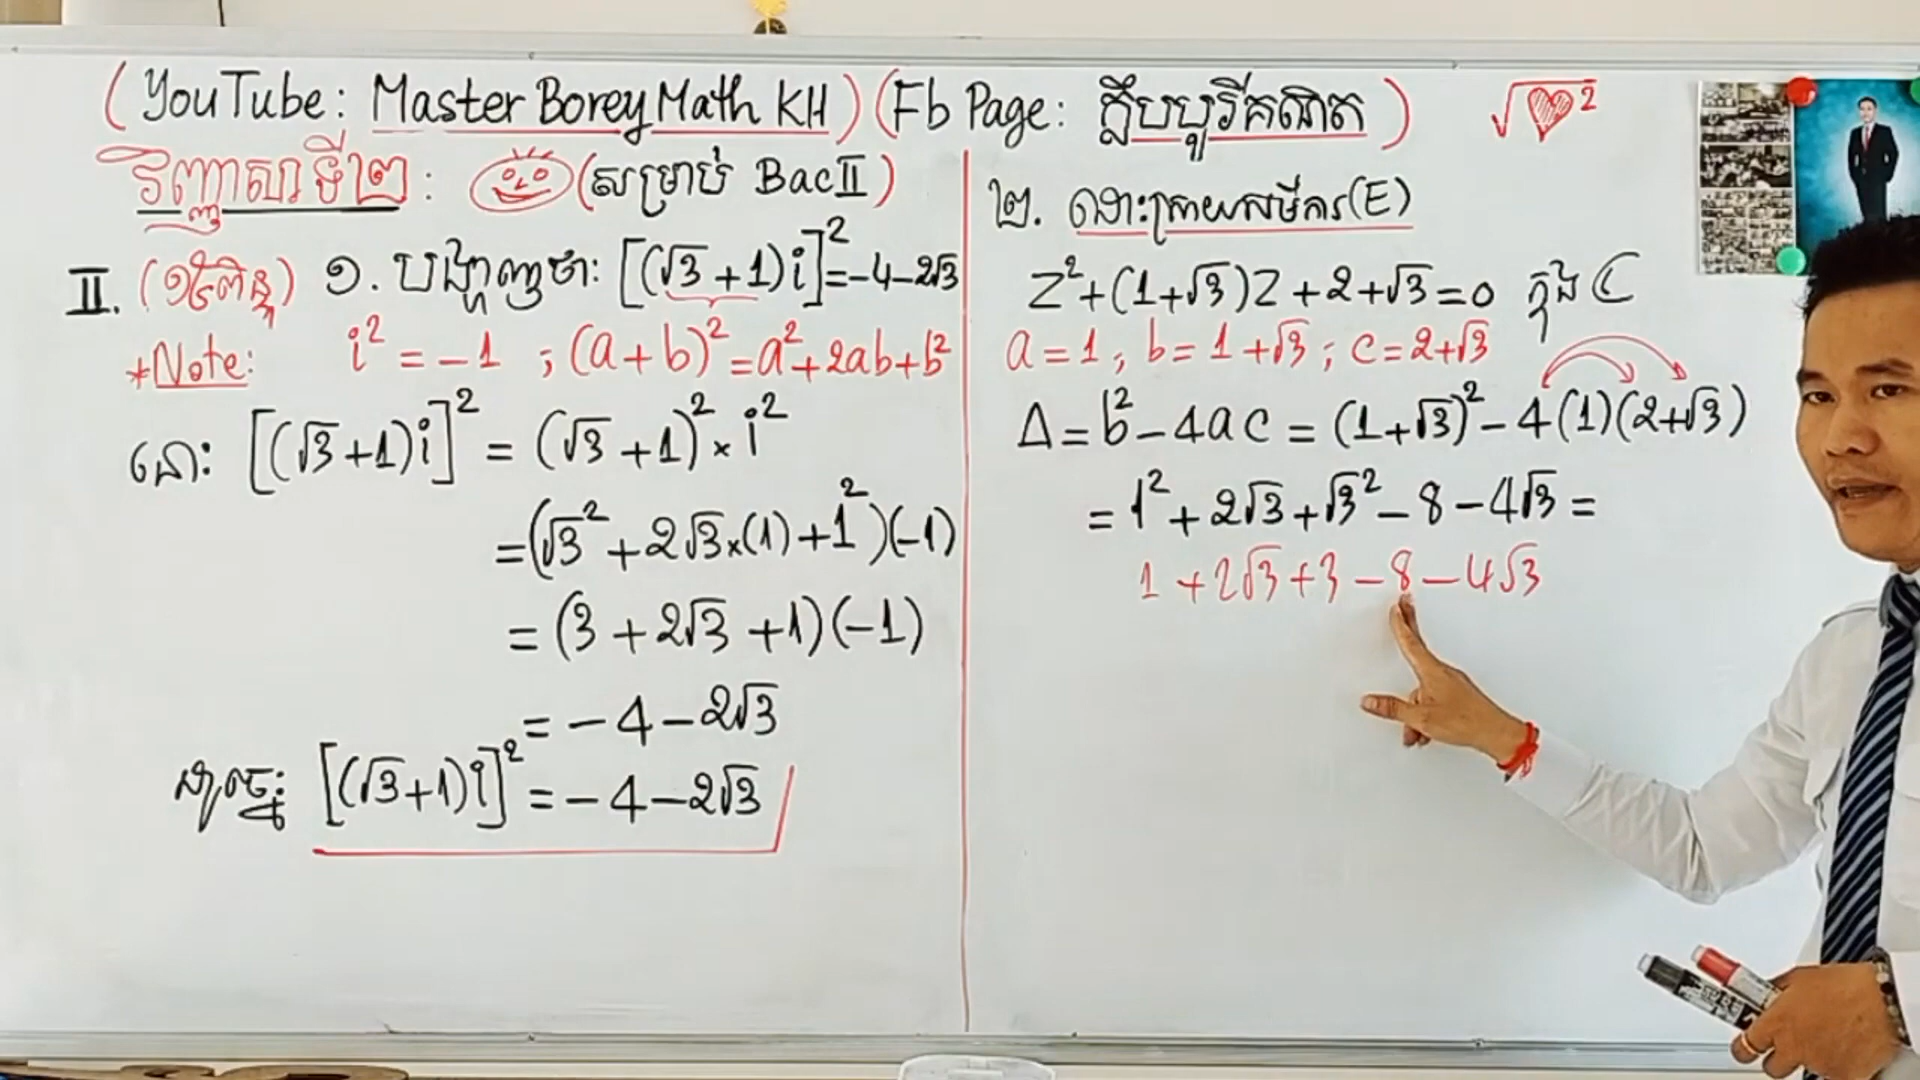 (YouTube: Master Borey Math KH) (Fb Page: ក្លឹបបូរីគណិត) √♥²
វិញ្ញាសាទី២ : (សម្រាប់ Bac II)
II. (១៥ពិន្ទុ) ១. បង្ហាញថា: [(√3+1)i]²=-4-2√3
*Note: i² = -1 ; (a+b)²=a²+2ab+b²
នោះ: [(√3+1)i]² = (√3+1)²×i²
=(√3²+2√3×(1)+1²)(-1)
= (3+2√3+1)(-1)
= -4-2√3
ដូចនេះ: [(√3+1)i]² = -4-2√3
២. ដោះស្រាយសមីការ(E)
Z²+(1+√3)Z+2+√3=0 ក្នុង ℂ
a=1; b=1+√3; c=2+√3
Δ=b²-4ac=(1+√3)²-4(1)(2+√3)
= 1²+2√3+√3²-8-4√3=
1+2√3+3-8-4√3